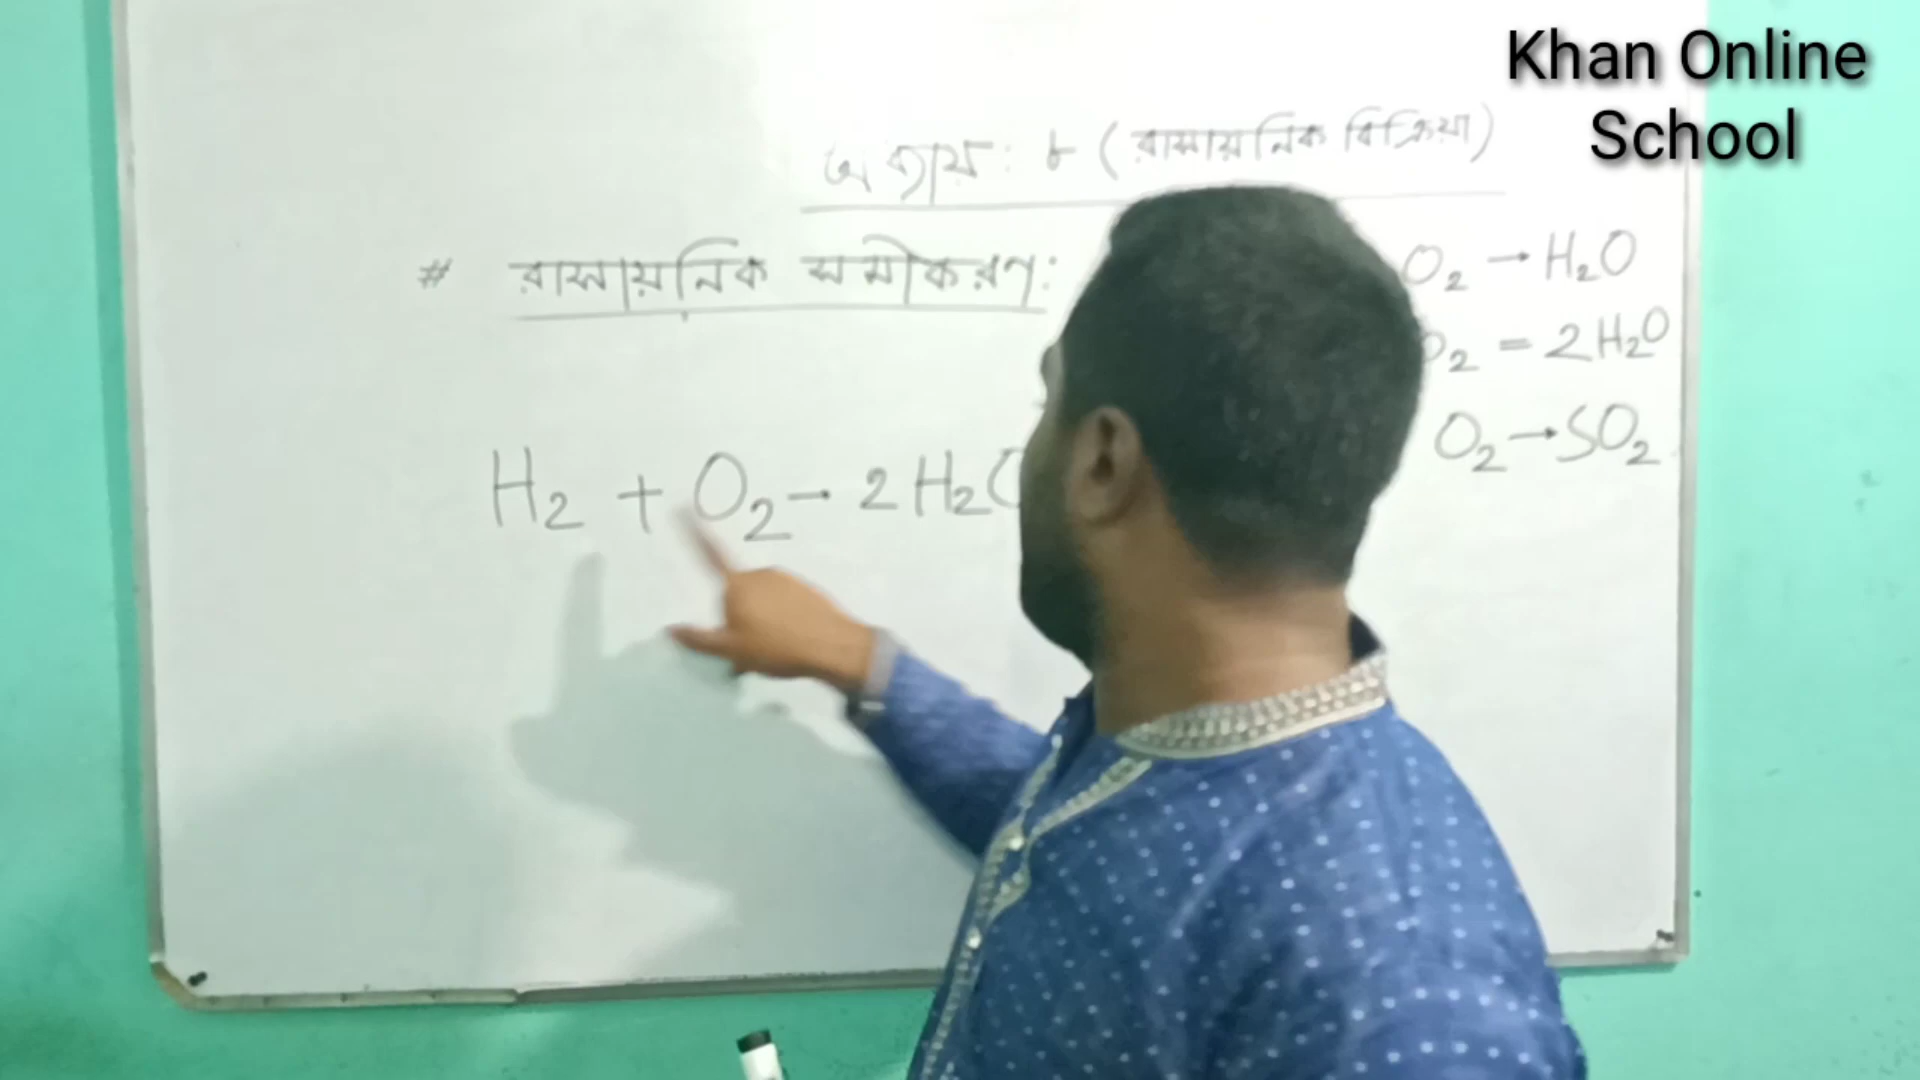 Khan Online
School
অধ্যায়: ৮ (রাসায়নিক বিক্রিয়া)
# রাসায়নিক সমীকরণ:
O₂ → H₂O
O₂ = 2H₂O
O₂ → SO₂
H₂ + O₂ → 2H₂O